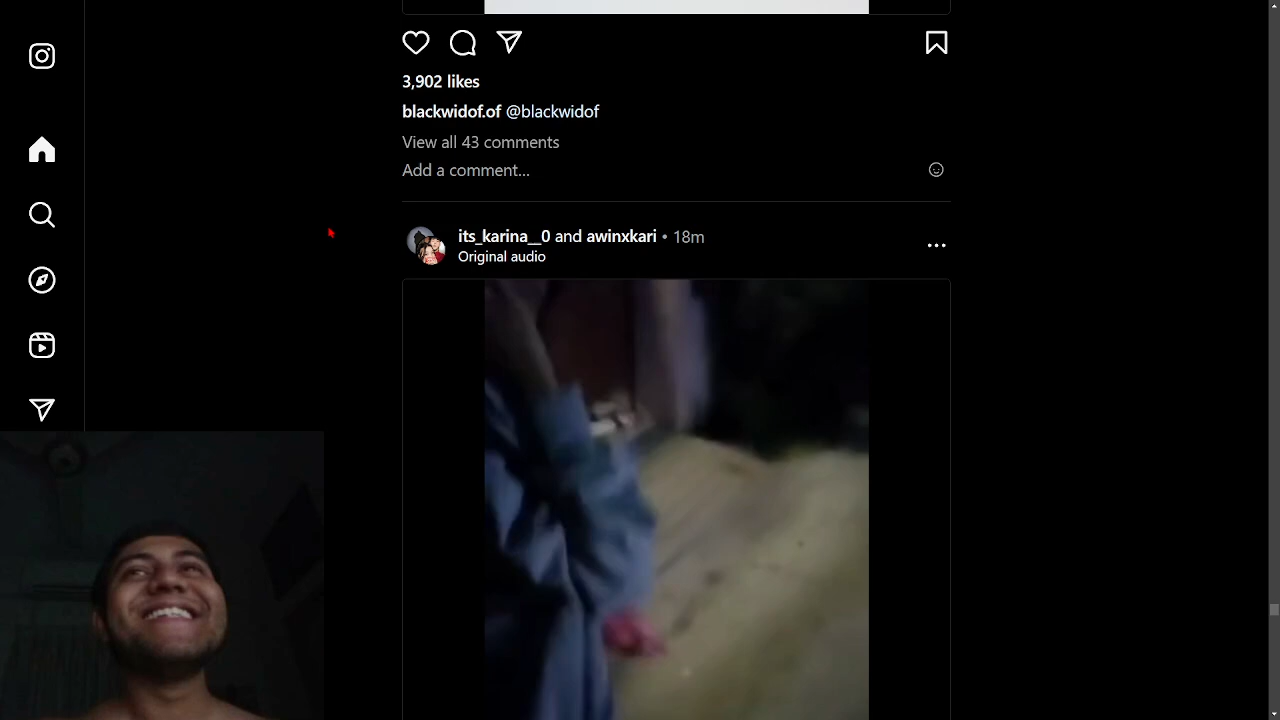 3,902 likes
blackwidof.of @blackwidof
View all 43 comments
Add a comment...
its_karina__0 and awinxkari • 18m
Original audio